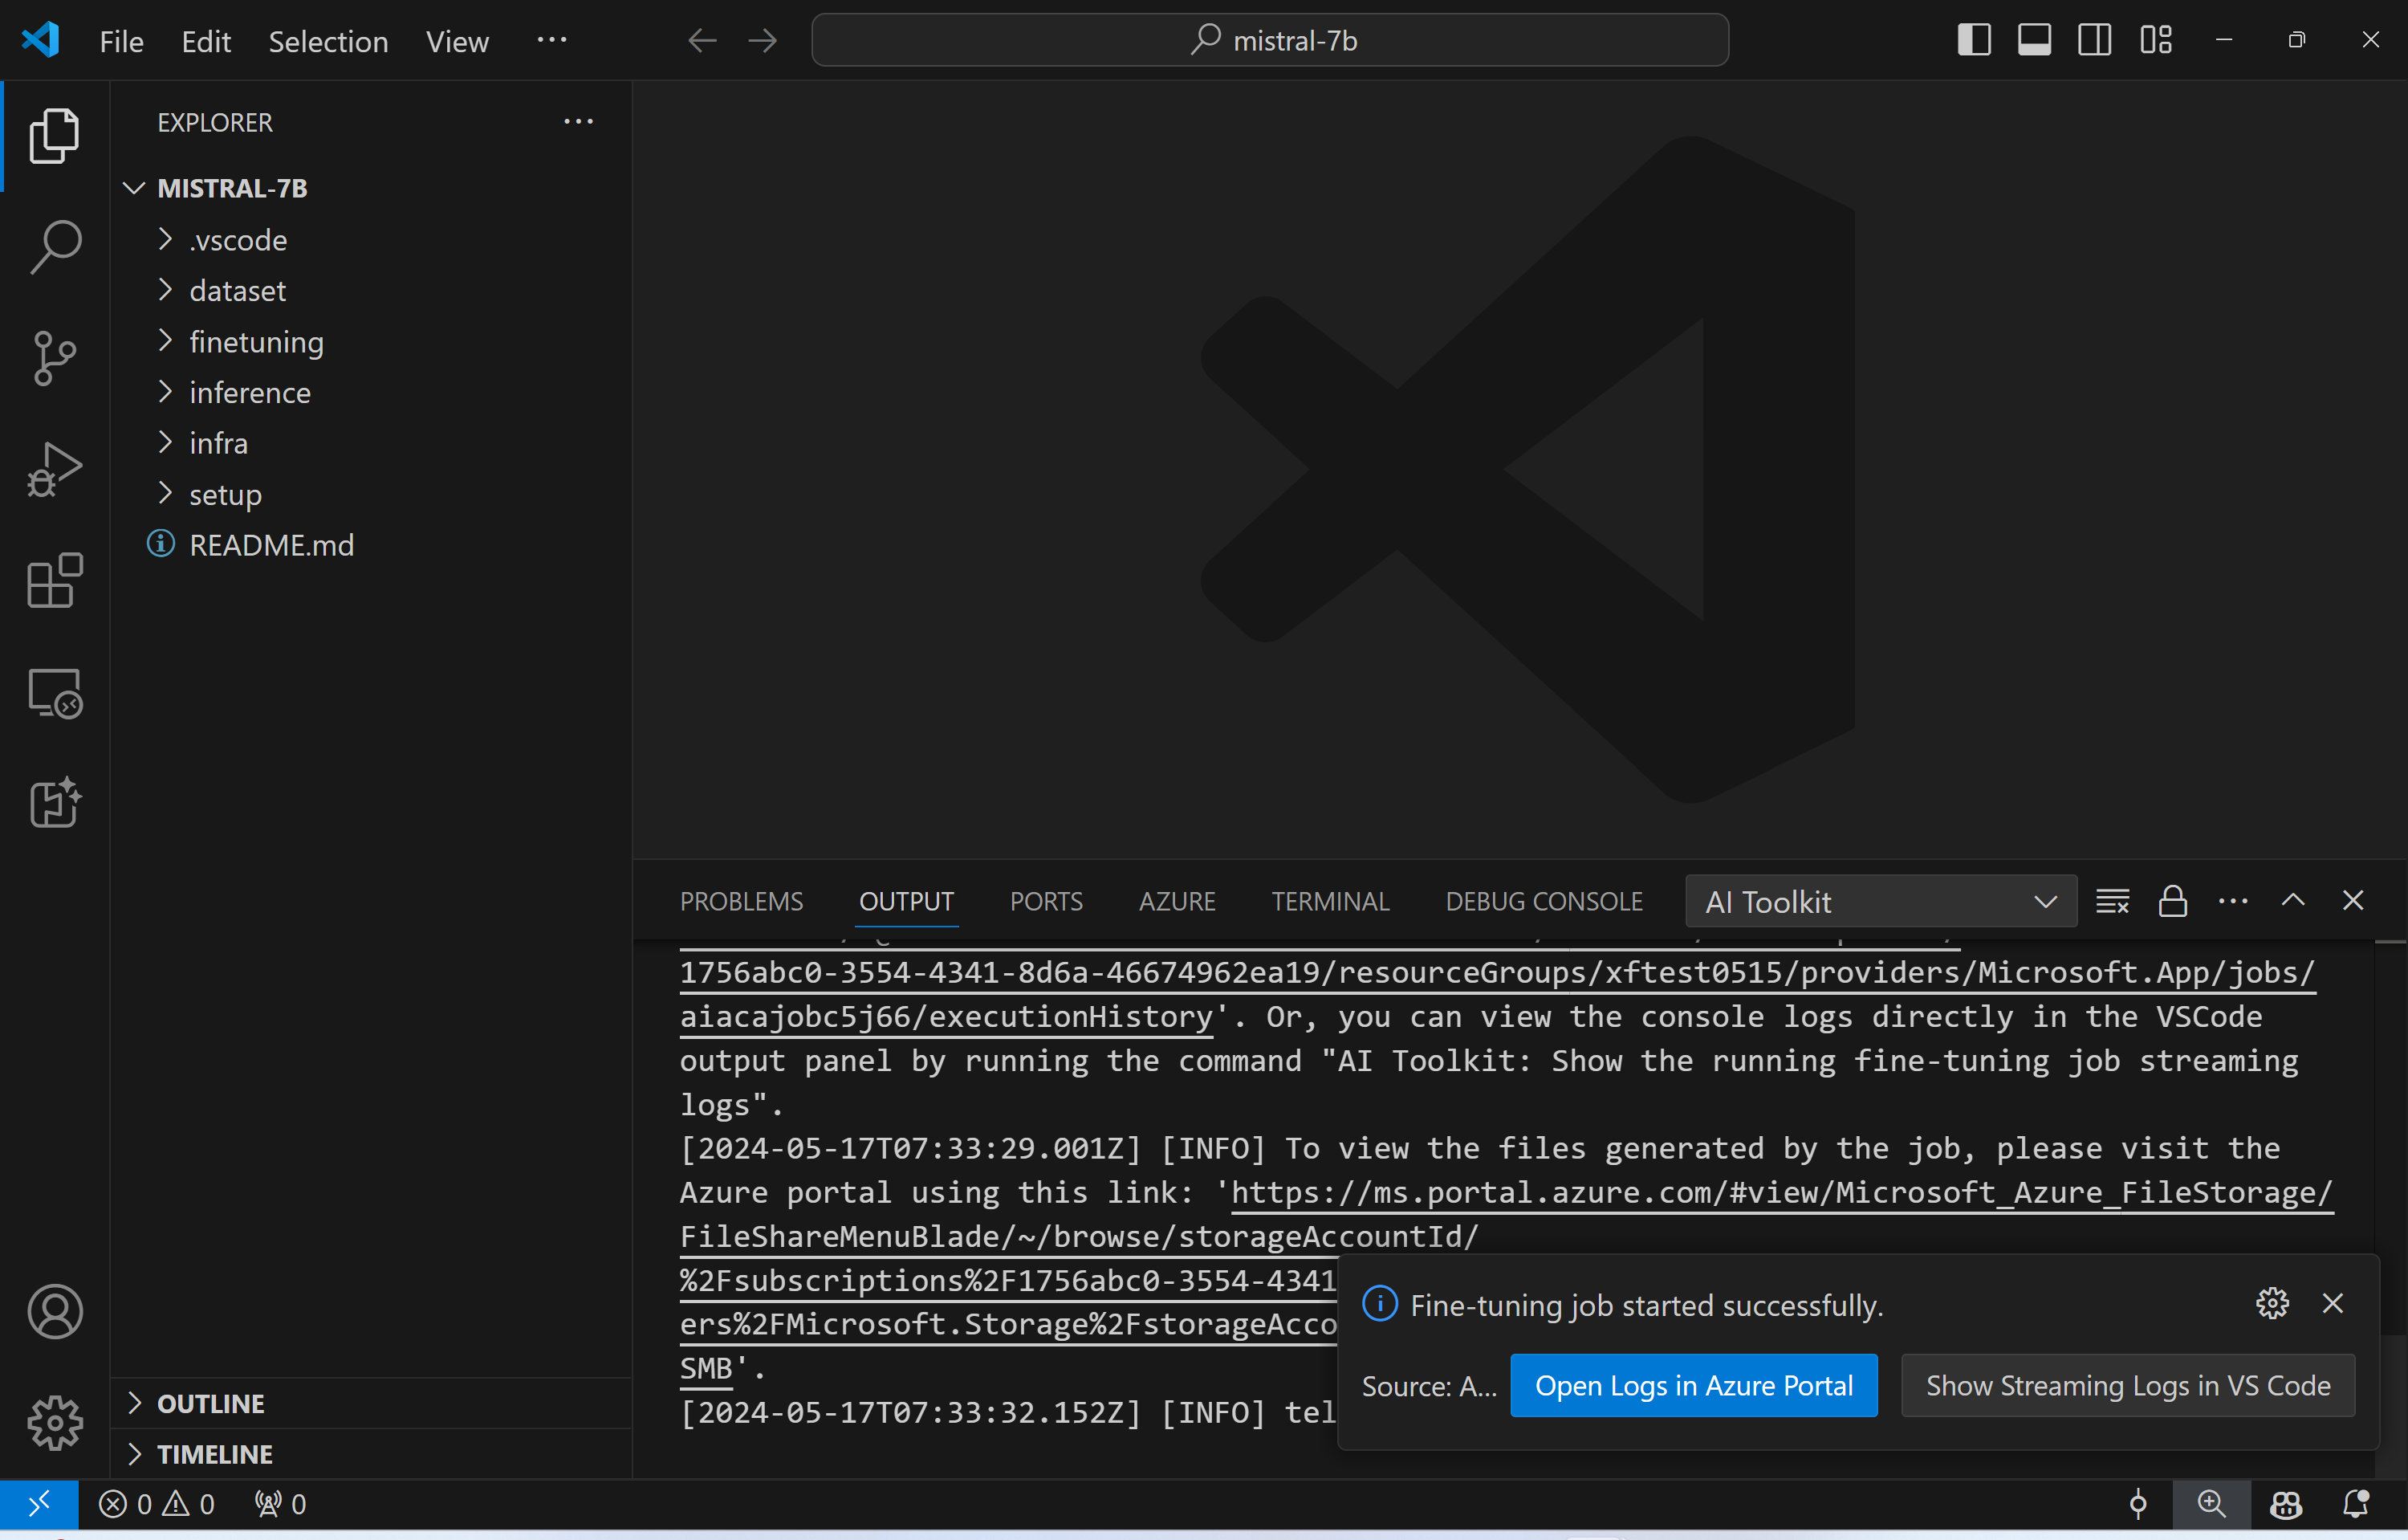 File Edit Selection View ···
mistral-7b
EXPLORER
MISTRAL-7B
.vscode
dataset
finetuning
inference
infra
setup
README.md
OUTLINE
TIMELINE
PROBLEMS OUTPUT PORTS AZURE TERMINAL DEBUG CONSOLE AI Toolkit
1756abc0-3554-4341-8d6a-46674962ea19/resourceGroups/xftest0515/providers/Microsoft.App/jobs/
aiacajobc5j66/executionHistory'. Or, you can view the console logs directly in the VSCode
output panel by running the command "AI Toolkit: Show the running fine-tuning job streaming
logs".
[2024-05-17T07:33:29.001Z] [INFO] To view the files generated by the job, please visit the
Azure portal using this link: 'https://ms.portal.azure.com/#view/Microsoft_Azure_FileStorage/
FileShareMenuBlade/~/browse/storageAccountId/
%2Fsubscriptions%2F1756abc0-3554-4341
ers%2FMicrosoft.Storage%2FstorageAcco
SMB'.
[2024-05-17T07:33:32.152Z] [INFO] tel
Fine-tuning job started successfully.
Source: A... Open Logs in Azure Portal Show Streaming Logs in VS Code
0 0 0